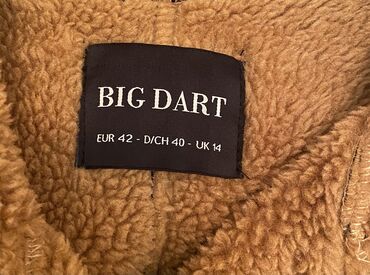 BIG DART
EUR 42 - D/CH 40 - UK 14